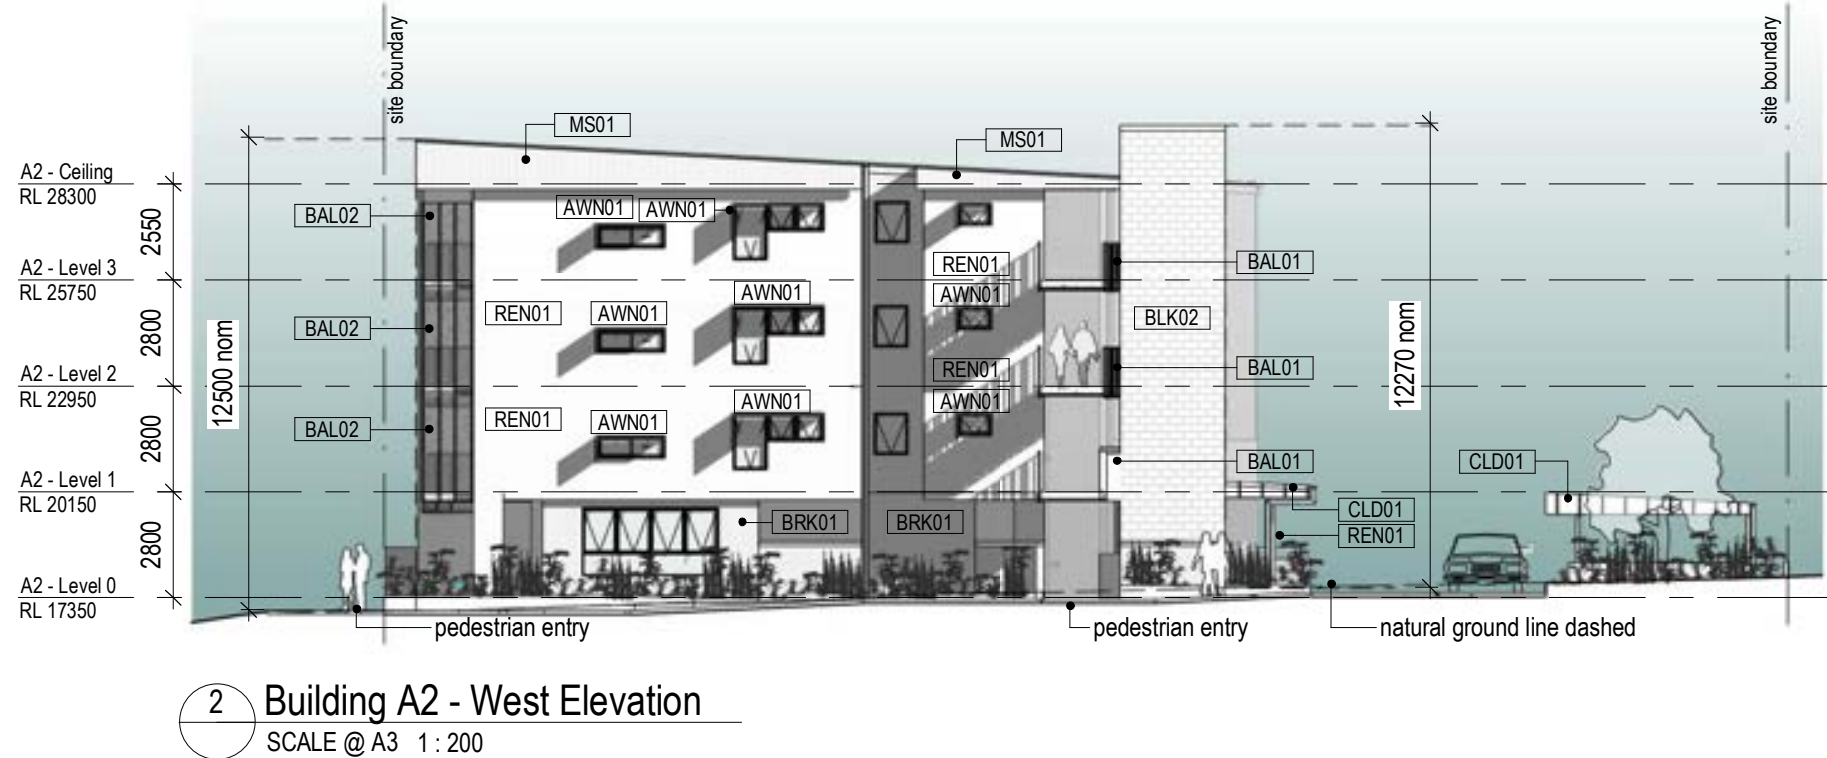 site boundary
site boundary
MS01
MS01
A2 - Ceiling
RL 28300
2550
BAL02
AWN01
AWN01
A2 - Level 3
RL 25750
REN01
BAL01
AWN01
AWN01
2800
12500 nom
BAL02
REN01
AWN01
BLK02
12270 nom
A2 - Level 2
RL 22950
REN01
BAL01
AWN01
AWN01
2800
BAL02
REN01
AWN01
BAL01
CLD01
A2 - Level 1
RL 20150
CLD01
2800
BRK01
BRK01
REN01
A2 - Level 0
RL 17350
pedestrian entry
pedestrian entry
natural ground line dashed
2
Building A2 - West Elevation
SCALE @ A3 1 : 200